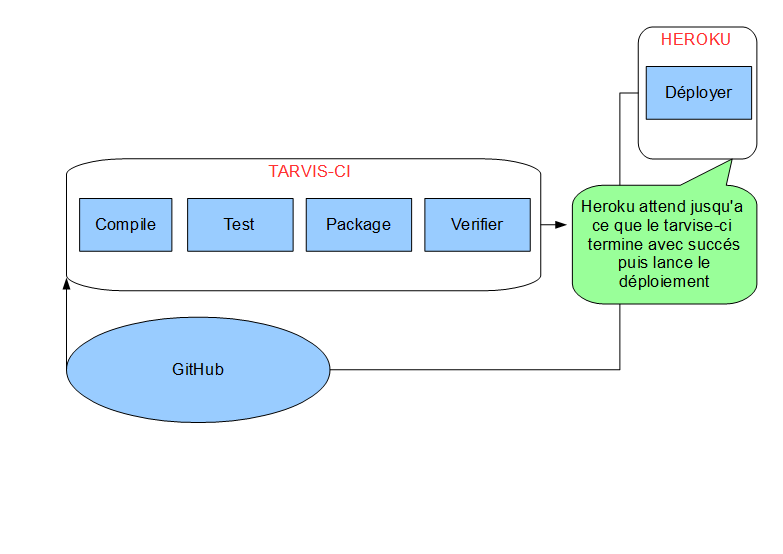 HEROKU
Déployer
TARVIS-CI
Compile
Test
Package
Verifier
Heroku attend jusqu'a
ce que le tarvise-ci
termine avec succés
puis lance le
déploiement
GitHub